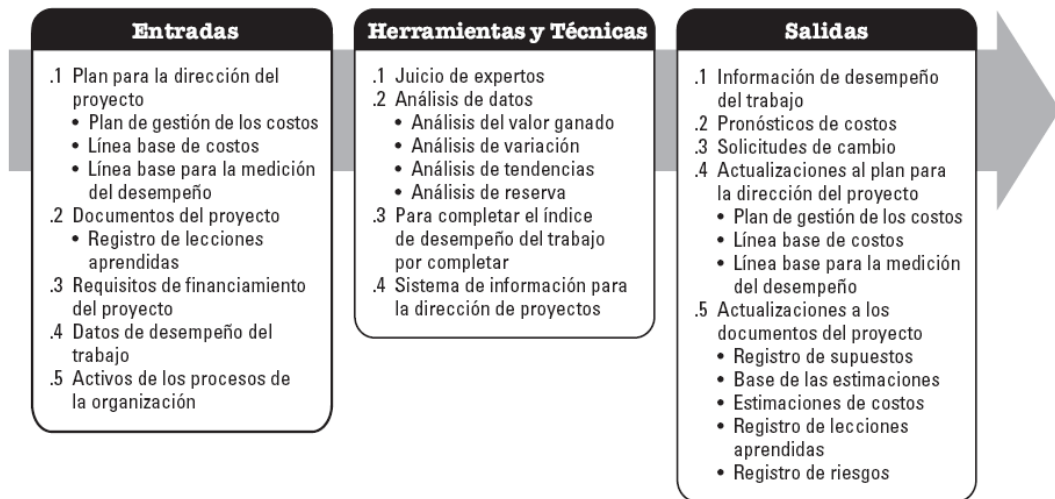 Entradas
.1 Plan para la dirección del
proyecto
• Plan de gestión de los costos
• Línea base de costos
• Línea base para la medición
del desempeño
.2 Documentos del proyecto
• Registro de lecciones
aprendidas
.3 Requisitos de financiamiento
del proyecto
.4 Datos de desempeño del
trabajo
.5 Activos de los procesos de
la organización
Herramientas y Técnicas
.1 Juicio de expertos
.2 Análisis de datos
• Análisis del valor ganado
• Análisis de variación
• Análisis de tendencias
• Análisis de reserva
.3 Para completar el índice
de desempeño del trabajo
por completar
.4 Sistema de información para
la dirección de proyectos
Salidas
.1 Información de desempeño
del trabajo
.2 Pronósticos de costos
.3 Solicitudes de cambio
.4 Actualizaciones al plan para
la dirección del proyecto
• Plan de gestión de los costos
• Línea base de costos
• Línea base para la medición
del desempeño
.5 Actualizaciones a los
documentos del proyecto
• Registro de supuestos
• Base de las estimaciones
• Estimaciones de costos
• Registro de lecciones
aprendidas
• Registro de riesgos